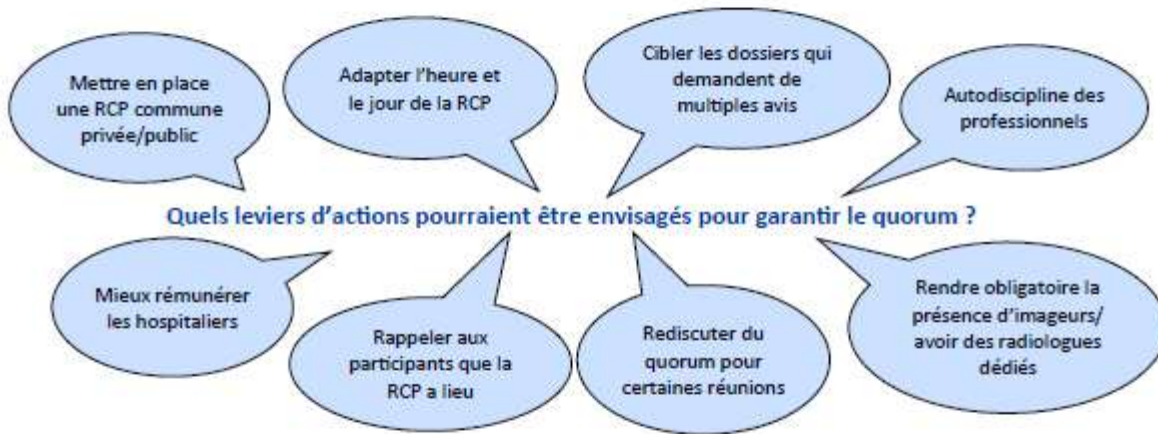 Mettre en place
une RCP commune
privée/public
Adapter l'heure et
le jour de la RCP
Cibler les dossiers qui
demandent de
multiples avis
Autodiscipline des
professionnels
Quels leviers d'actions pourraient être envisagés pour garantir le quorum ?
Mieux rémunérer
les hospitaliers
Rappeler aux
participants que la
RCP a lieu
Rediscuter du
quorum pour
certaines réunions
Rendre obligatoire la
présence d'imageurs/
avoir des radiologues
dédiés